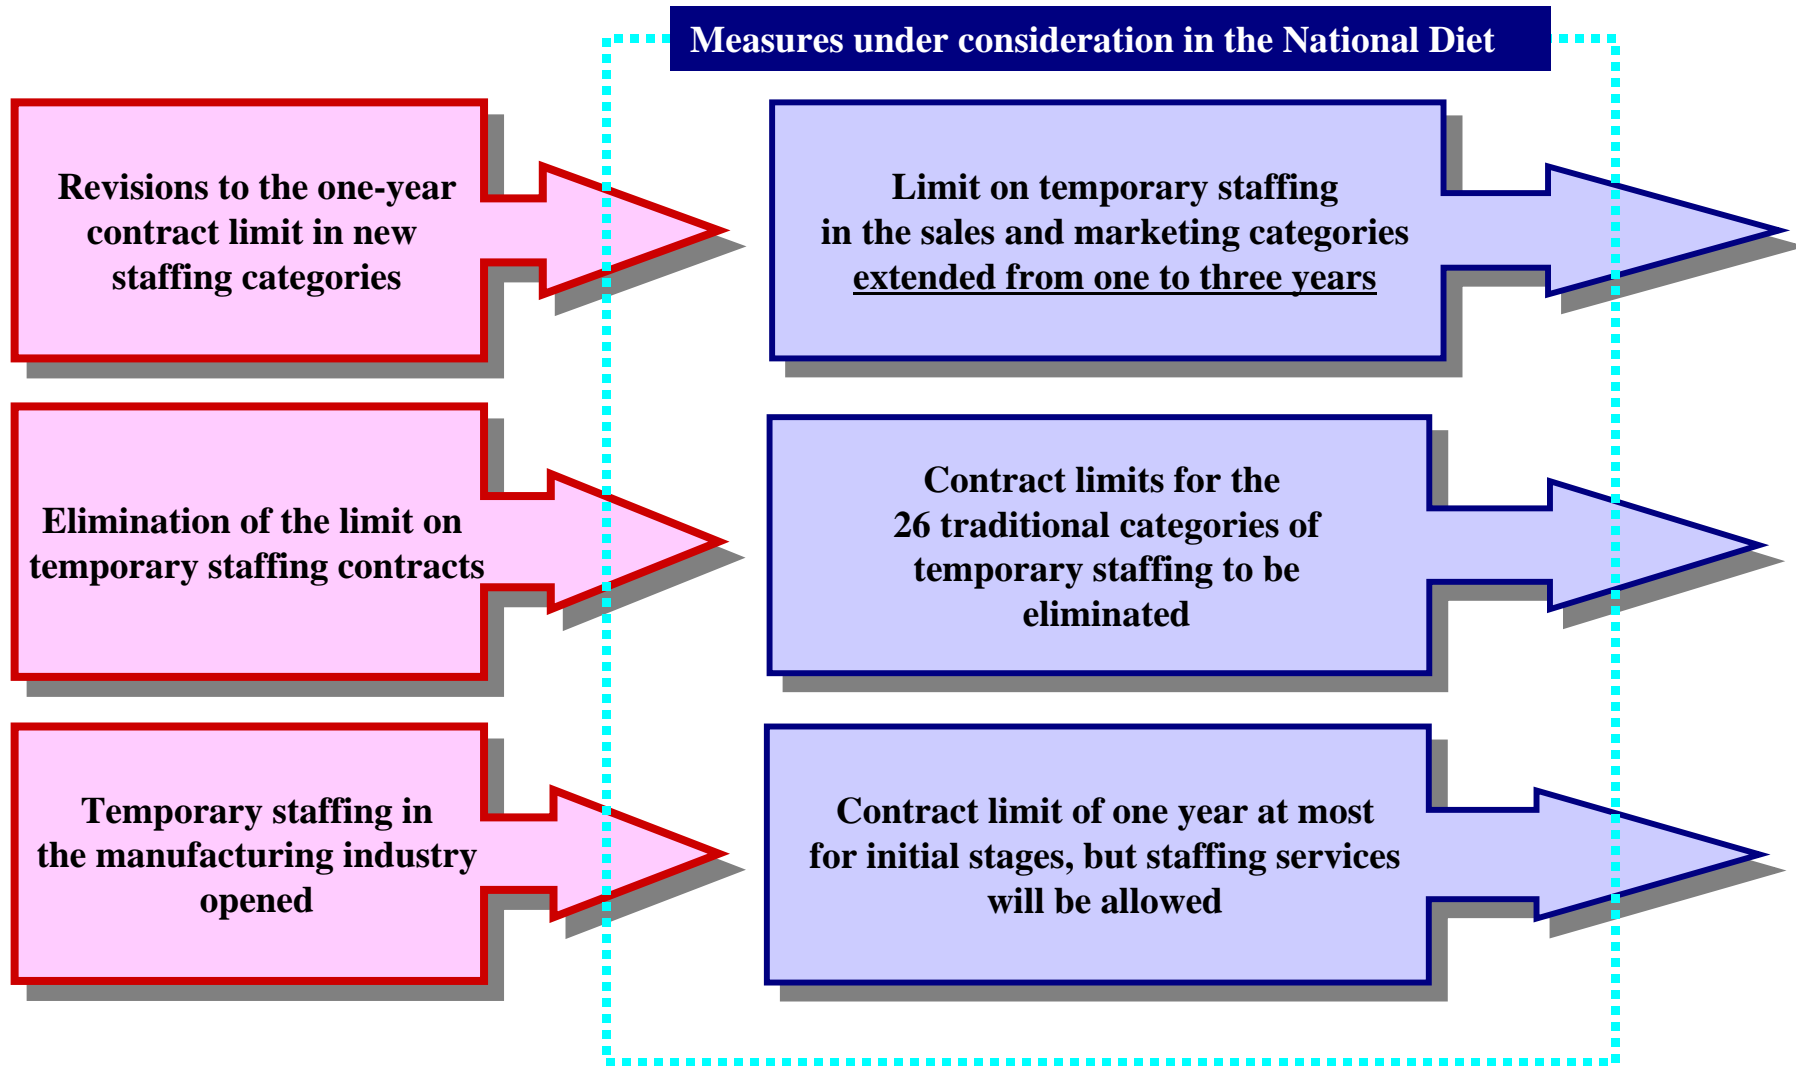 Measures under consideration in the National Diet
Revisions to the one-year
contract limit in new
staffing categories
Limit on temporary staffing
in the sales and marketing categories
extended from one to three years
Elimination of the limit on
temporary staffing contracts
Contract limits for the
26 traditional categories of
temporary staffing to be
eliminated
Temporary staffing in
the manufacturing industry
opened
Contract limit of one year at most
for initial stages, but staffing services
will be allowed